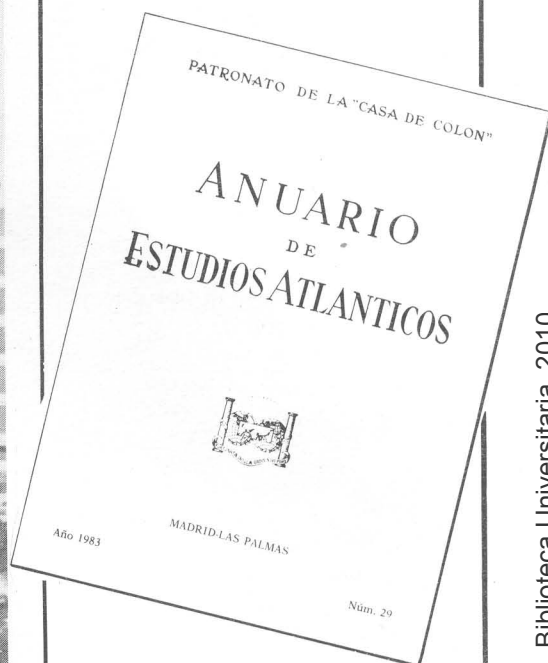 PATRONATO DE LA "CASA DE COLON"
ANUARIO
DE
ESTUDIOS ATLANTICOS
Año 1983
MADRID-LAS PALMAS
Núm. 29
Biblioteca Universitaria, 2010